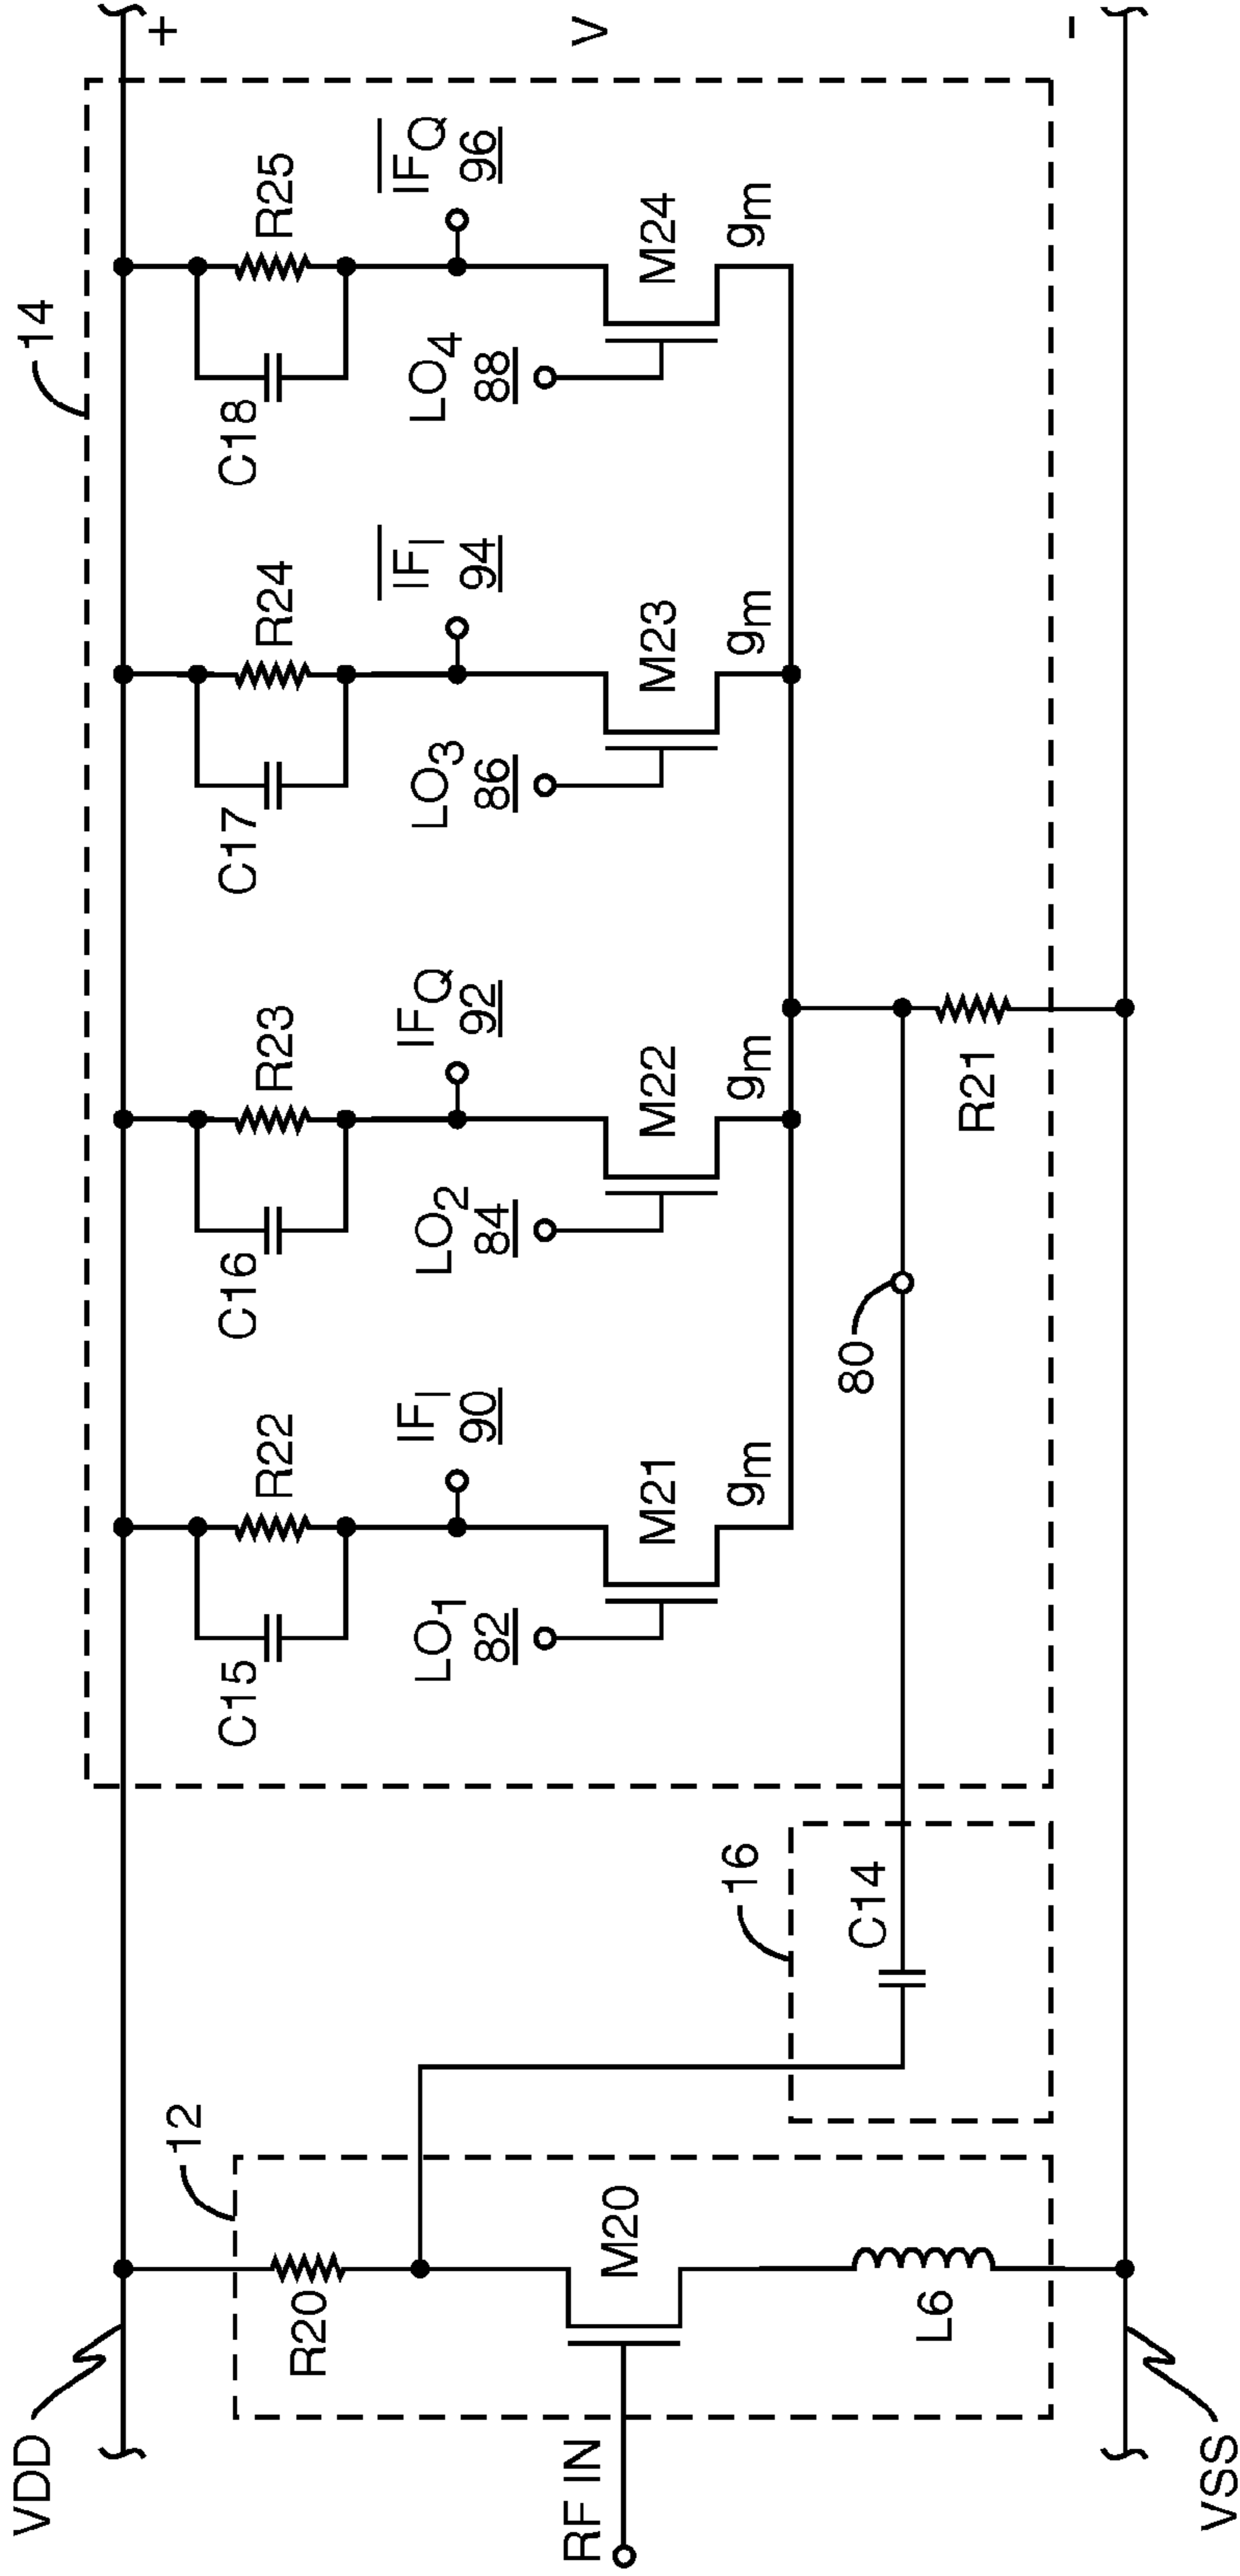 VDD
12
R20
M20
L6
RF IN
VSS
16
C14
14
C15
R22
LO1
82
IFI
90
M21
gm
C16
R23
LO2
84
IFQ
92
M22
gm
C17
R24
LO3
86
IFI
94
M23
gm
C18
R25
LO4
88
IFQ
96
M24
gm
80
R21
+
V
-